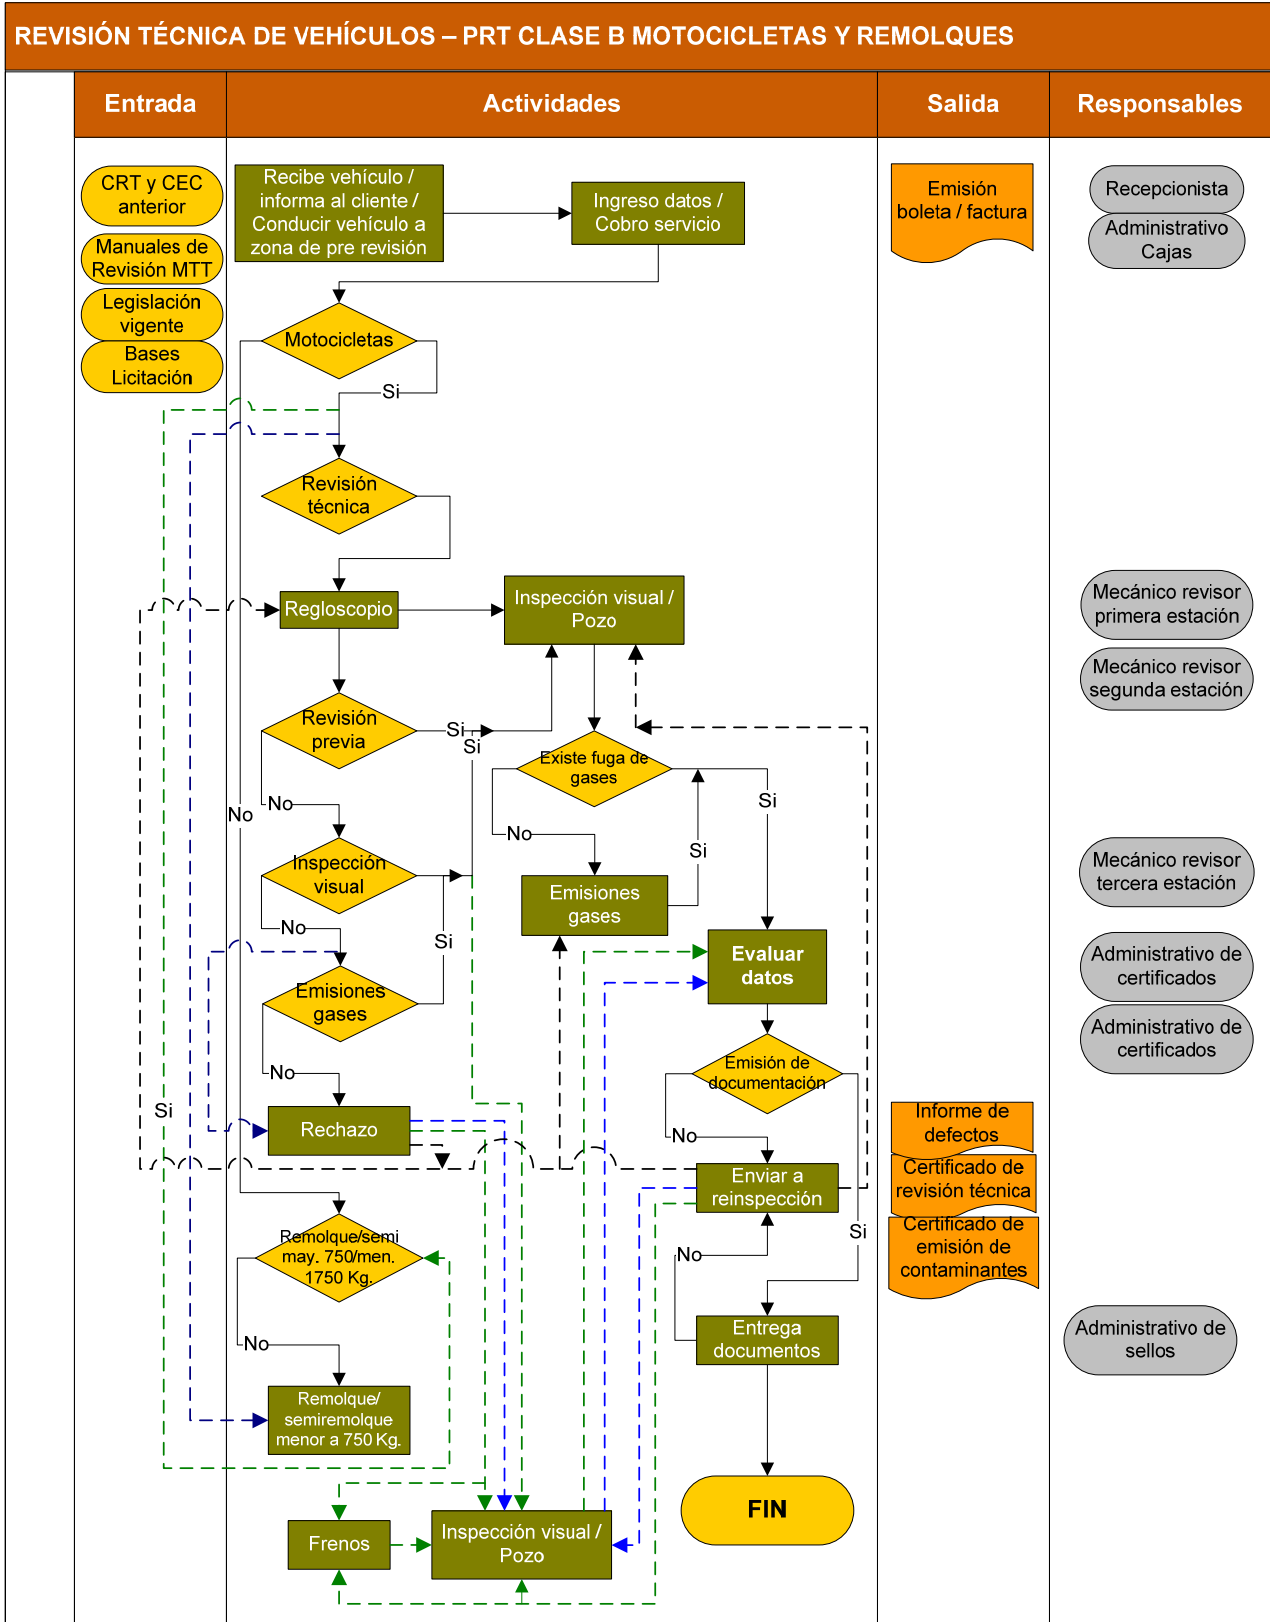 REVISIÓN TÉCNICA DE VEHÍCULOS – PRT CLASE B MOTOCICLETAS Y REMOLQUES
Entrada
Actividades
Salida
Responsables
CRT y CEC
anterior
Manuales de
Revisión MTT
Legislación
vigente
Bases
Licitación
Recibe vehículo /
informa al cliente /
Conducir vehículo a
zona de pre revisión
Ingreso datos /
Cobro servicio
Emisión
boleta / factura
Recepcionista
Administrativo
Cajas
Motocicletas
Si
Revisión
técnica
Regloscopio
Inspección visual /
Pozo
Mecánico revisor
primera estación
Mecánico revisor
segunda estación
Revisión
previa
Si
Si
Existe fuga de
gases
Si
No
No
No
Si
Inspección
visual
Emisiones
gases
Mecánico revisor
tercera estación
No
Si
Evaluar
datos
Administrativo de
certificados
Emisiones
gases
Administrativo de
certificados
Emisión de
documentación
No
Si
Rechazo
No
Informe de
defectos
Enviar a
reinspección
Certificado de
revisión técnica
Si
Certificado de
emisión de
contaminantes
Remolque/semi
may. 750/men.
1750 Kg.
No
No
Entrega
documentos
Administrativo de
sellos
Remolque/
semiremolque
menor a 750 Kg.
FIN
Frenos
Inspección visual /
Pozo